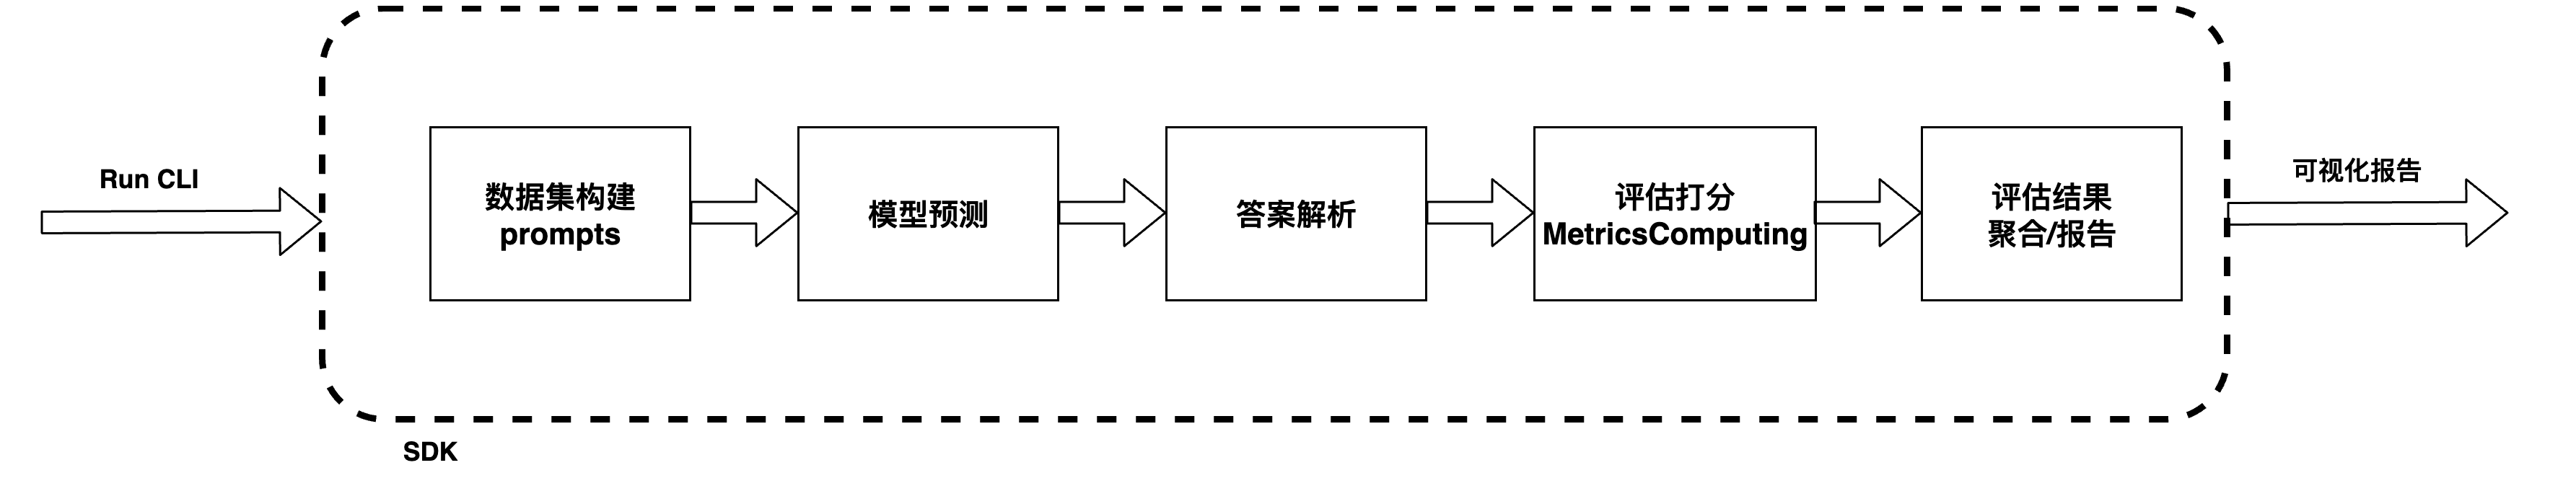 Run CLI
数据集构建
prompts
模型预测
答案解析
评估打分
MetricsComputing
评估结果
聚合/报告
可视化报告
SDK